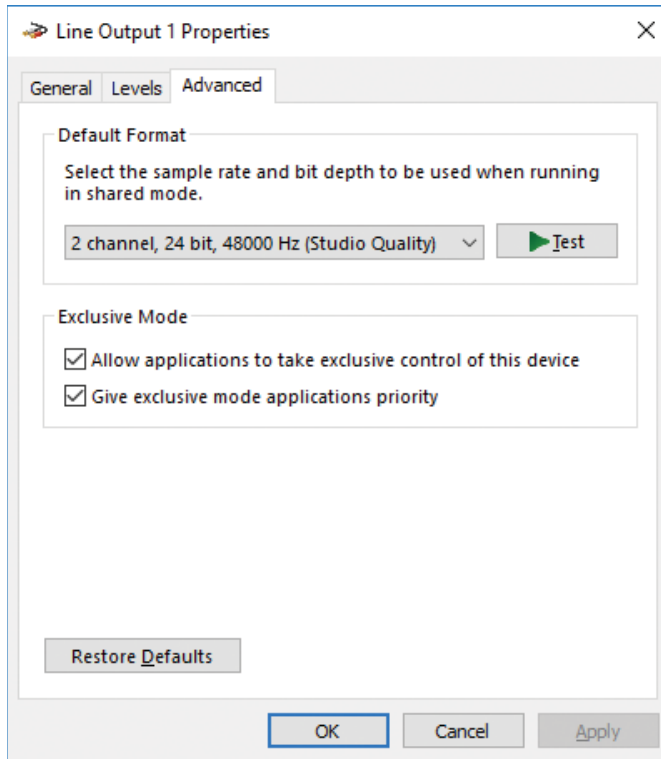 Line Output 1 Properties
General
Levels
Advanced
Default Format
Select the sample rate and bit depth to be used when running
in shared mode.
2 channel, 24 bit, 48000 Hz (Studio Quality)
Test
Exclusive Mode
Allow applications to take exclusive control of this device
Give exclusive mode applications priority
Restore Defaults
OK
Cancel
Apply